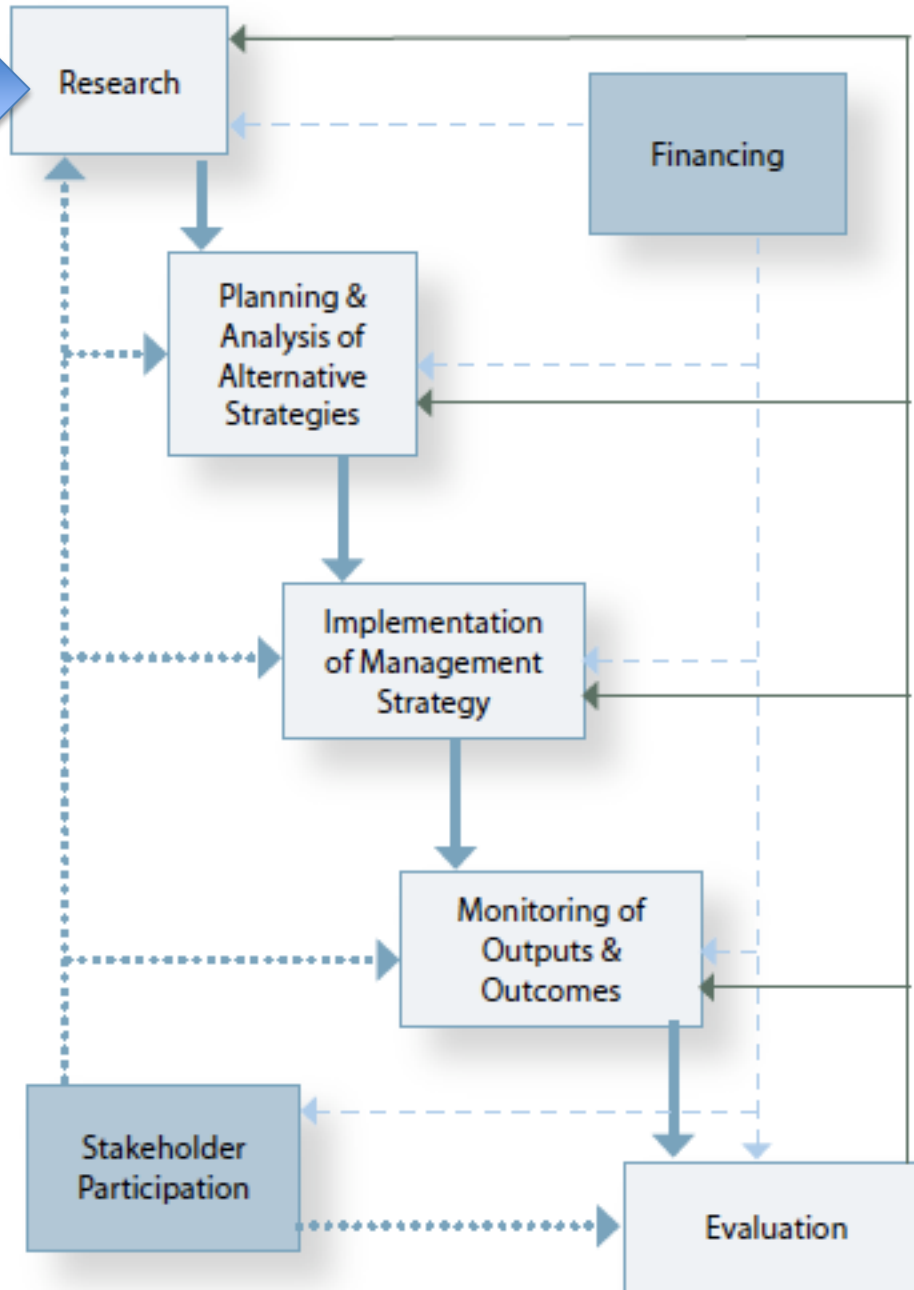 Research
Financing
Planning &
Analysis of
Alternative
Strategies
Implementation
of Management
Strategy
Monitoring of
Outputs &
Outcomes
Stakeholder
Participation
Evaluation